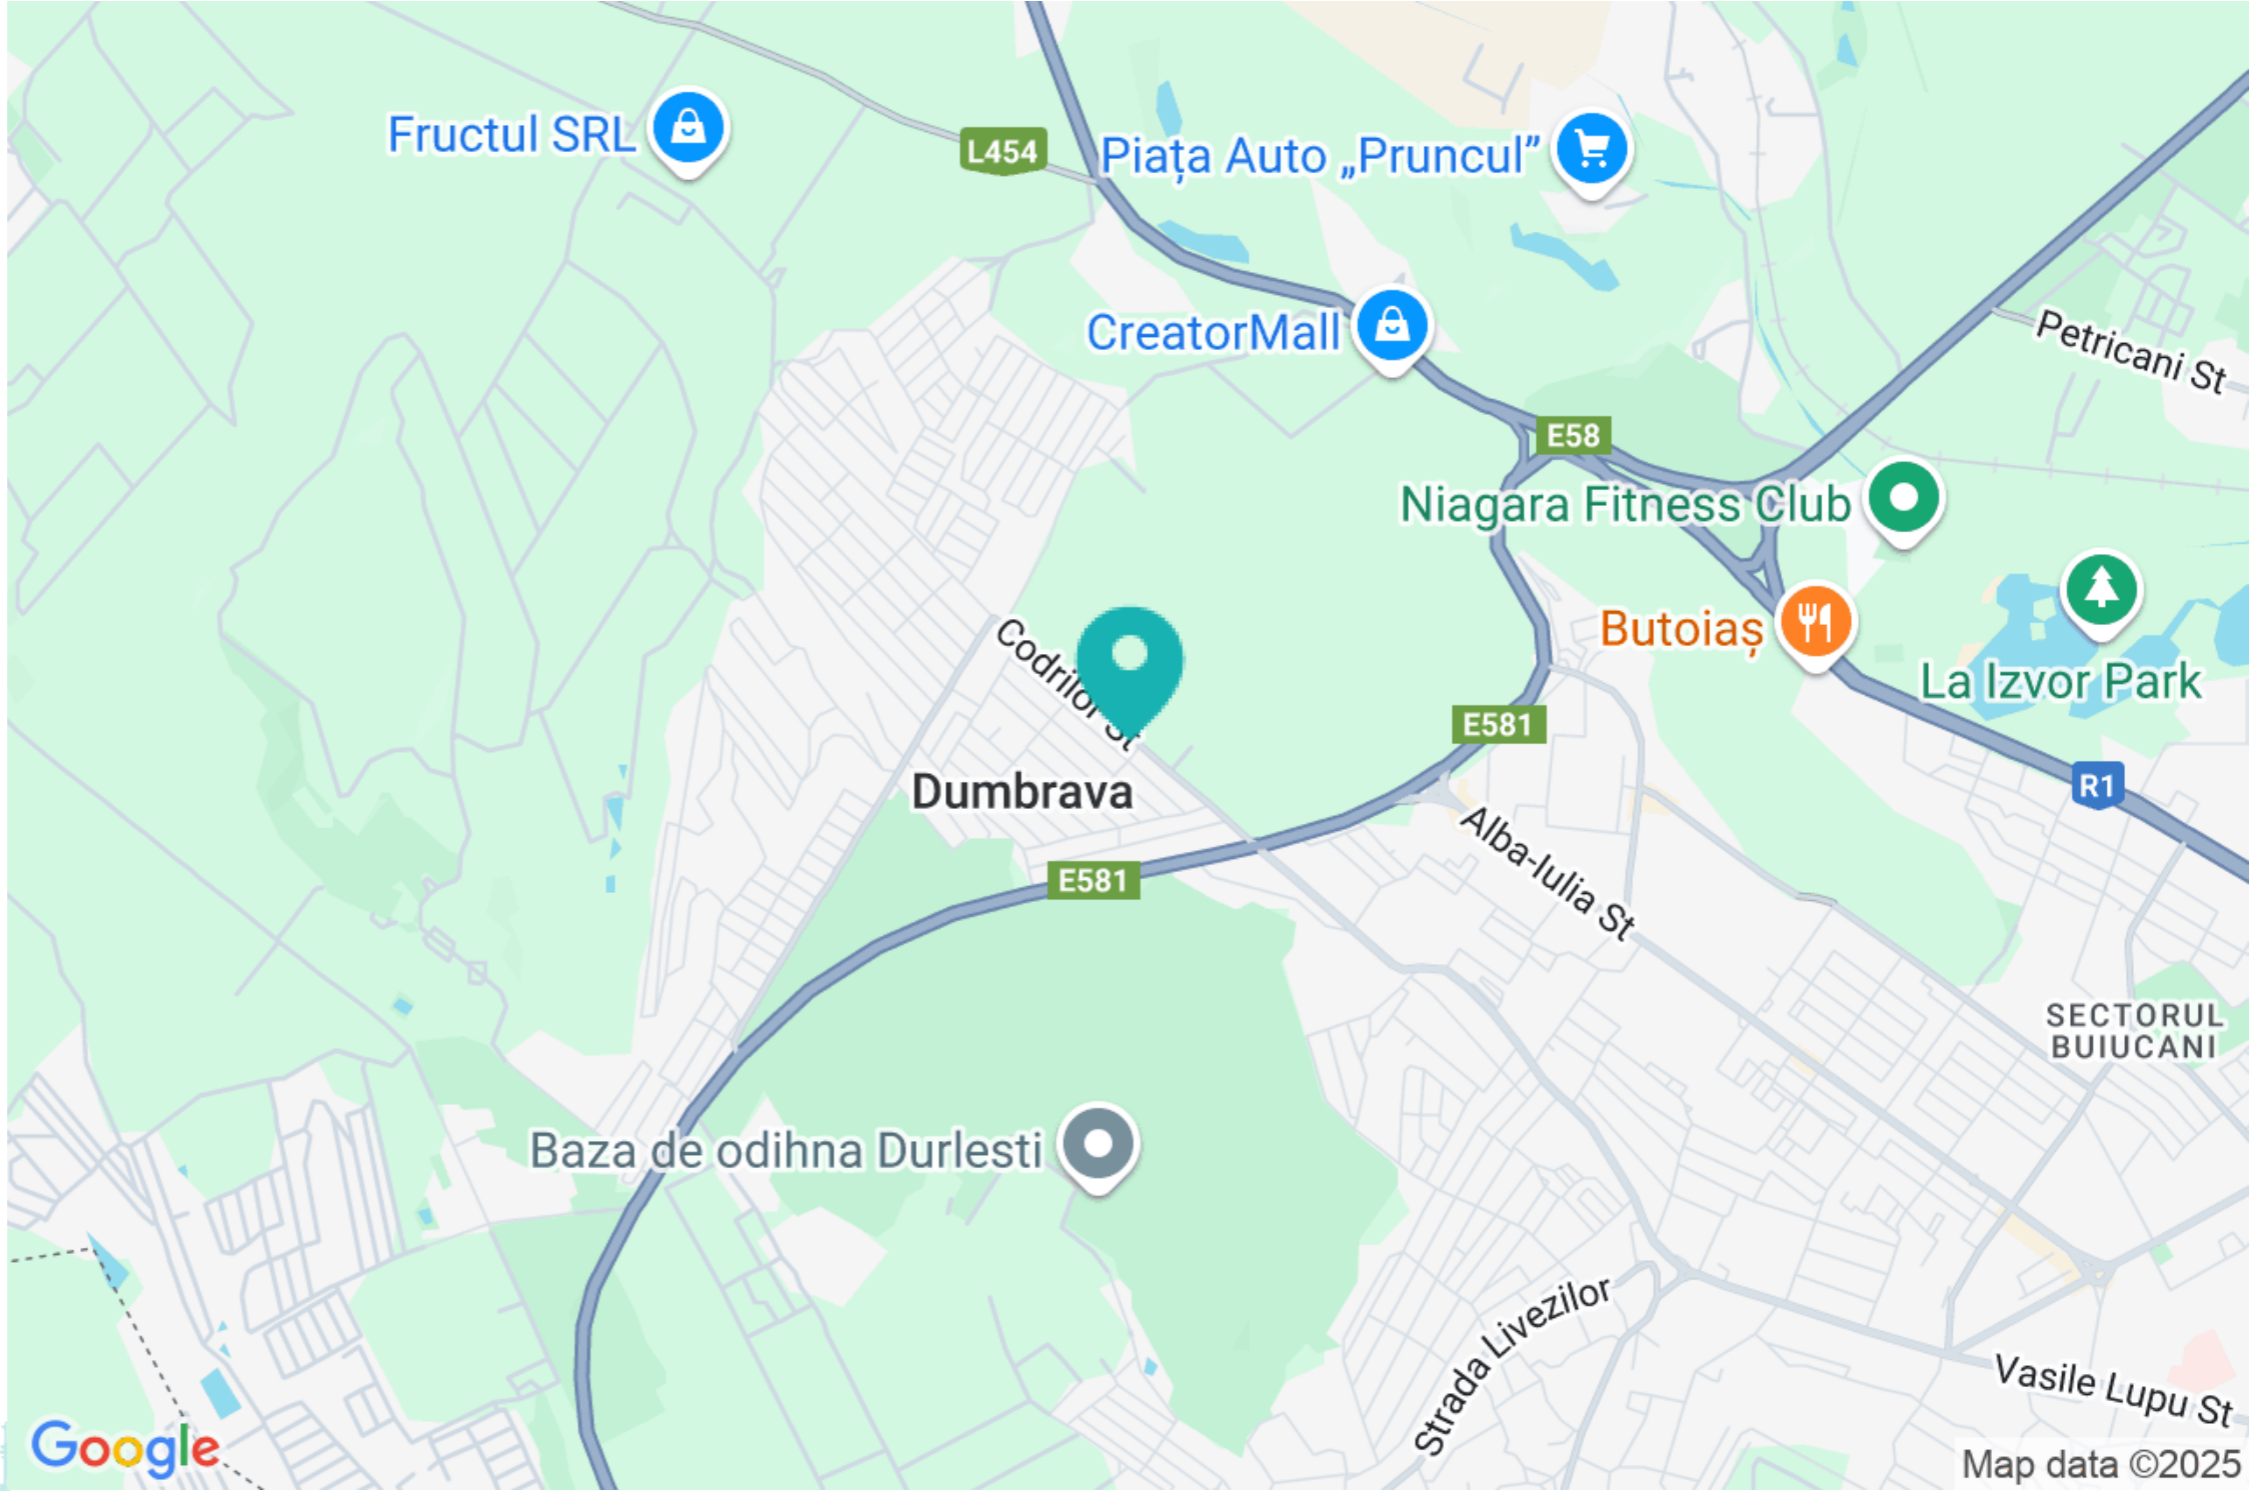 Fructul SRL
L454
Piața Auto „Pruncul”
CreatorMall
Petricani St
E58
Niagara Fitness Club
Butoiaș
La Izvor Park
Codrilor St
E581
R1
Dumbrava
Alba-Iulia St
E581
SECTORUL
BUIUCANI
Baza de odihna Durlesti
Strada Livezilor
Vasile Lupu St
Google
Map data ©2025